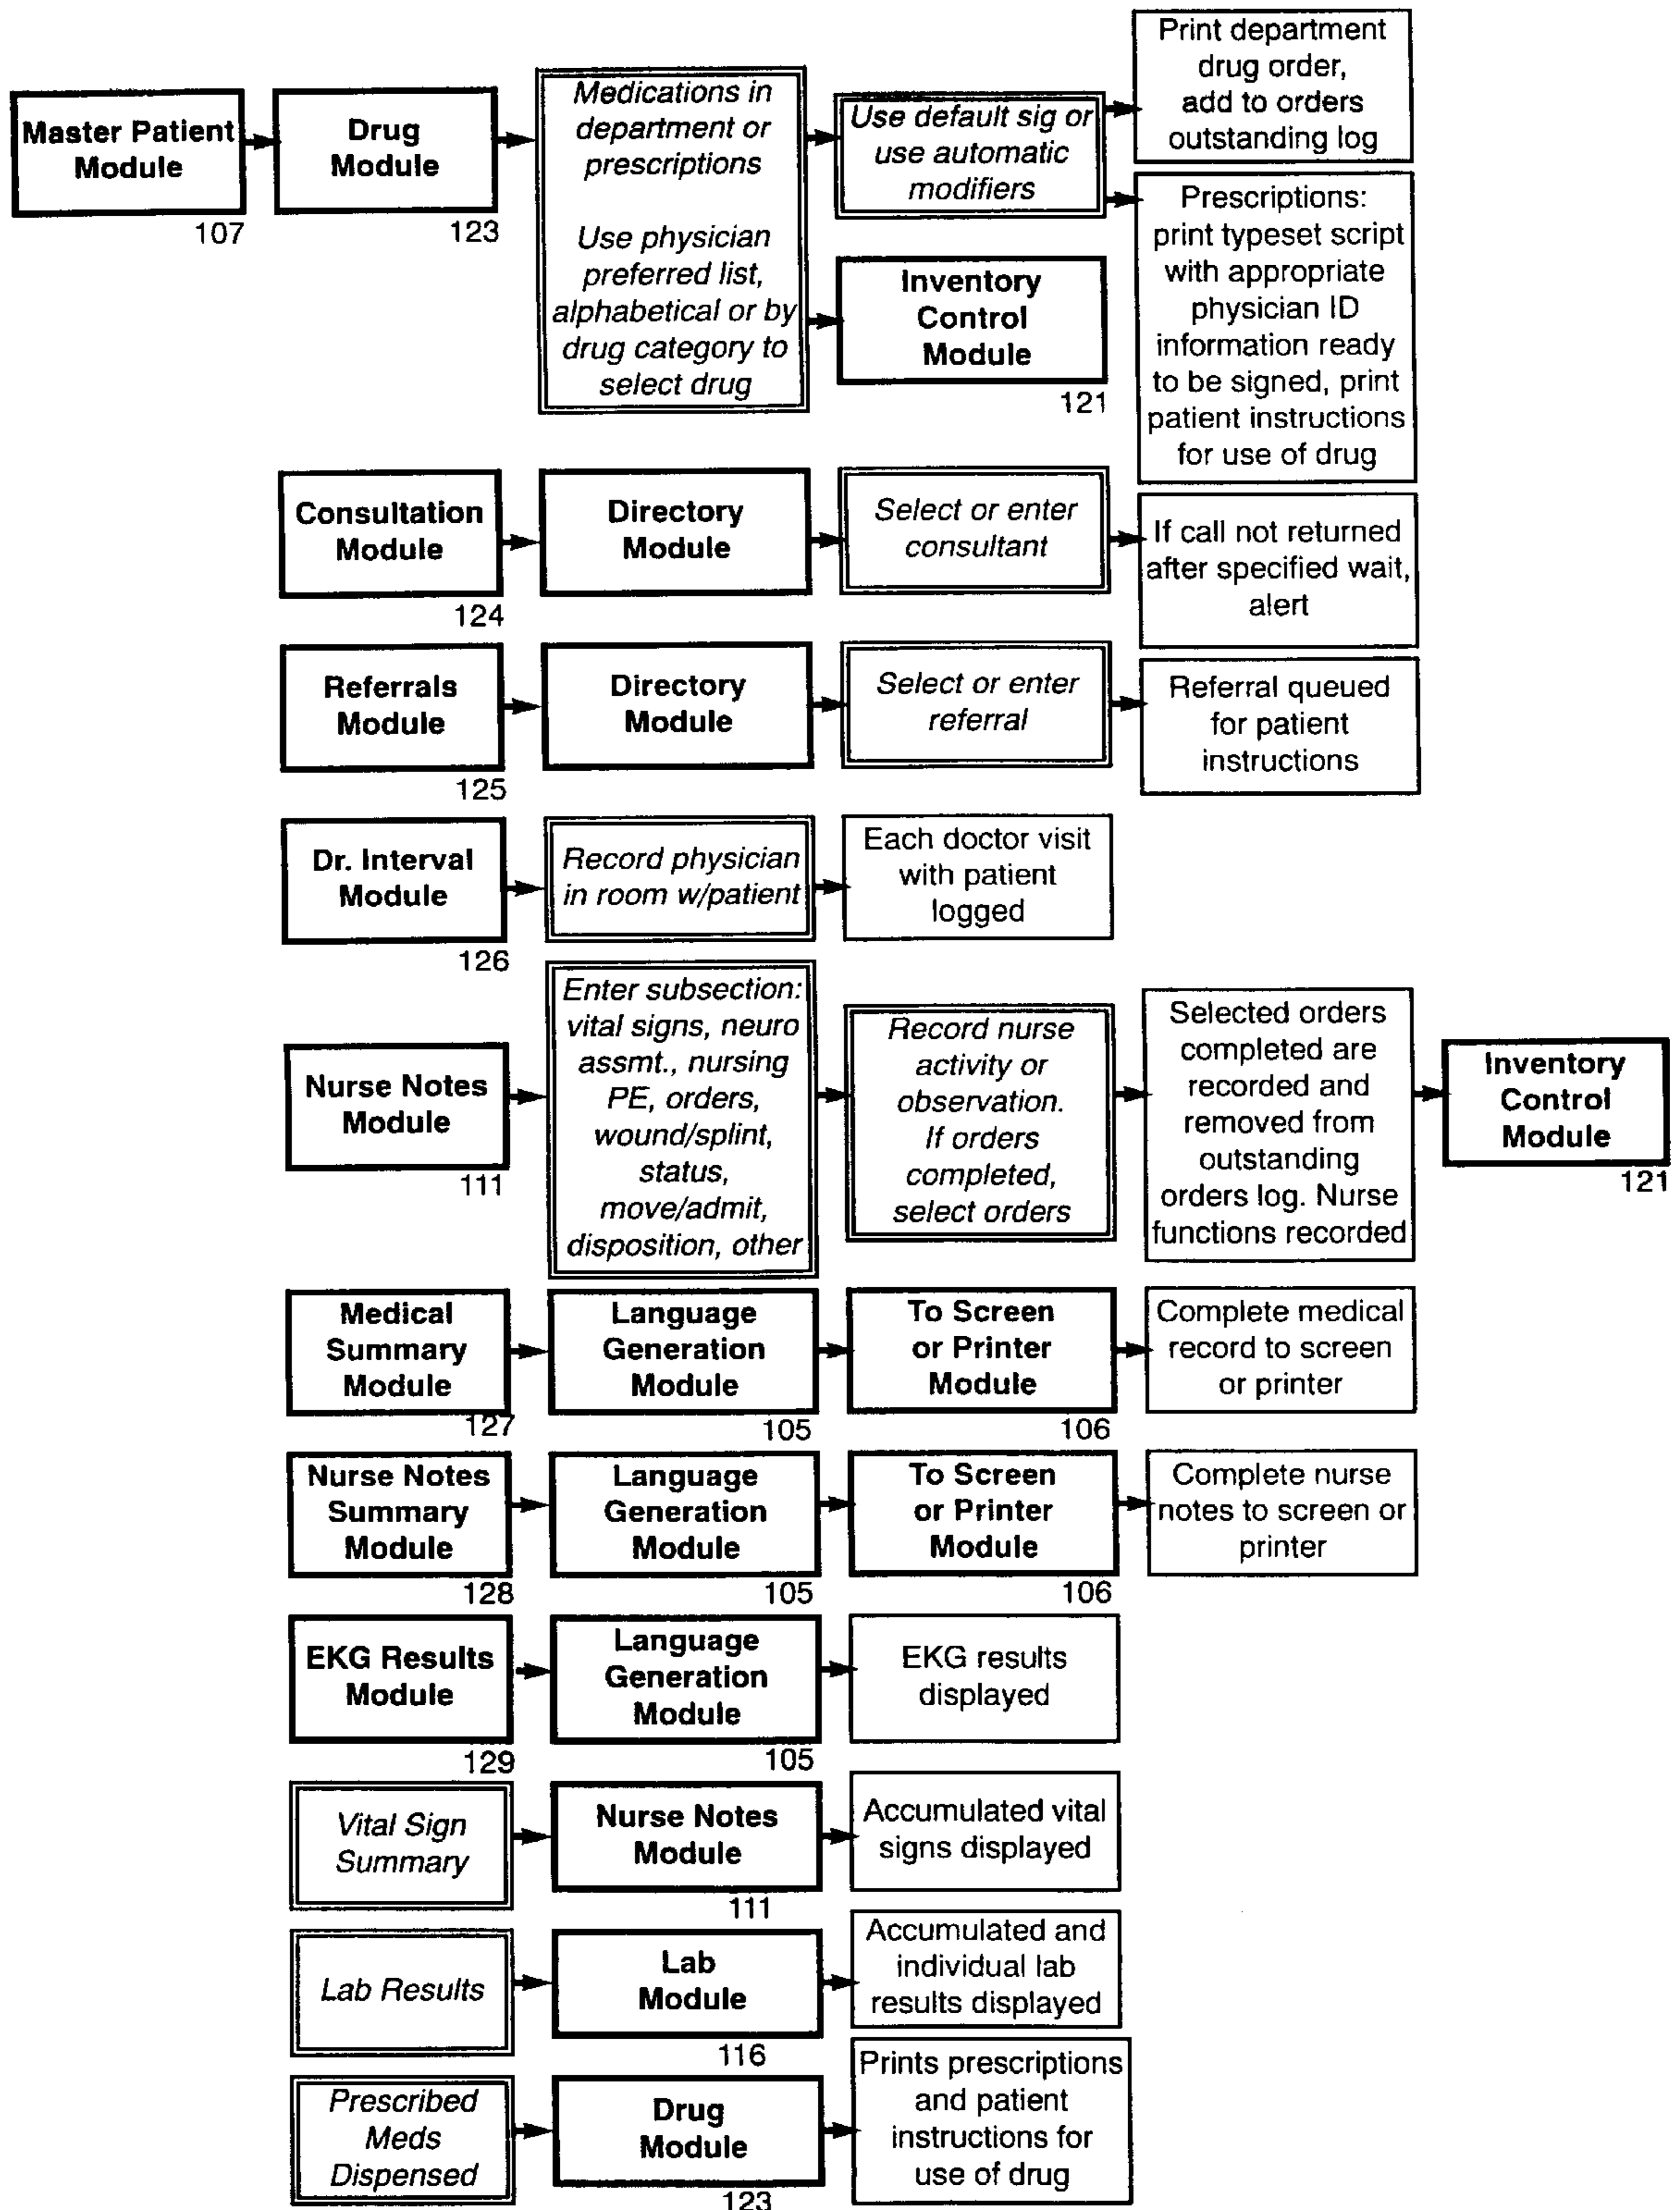 Master Patient
Module
107
Drug
Module
123
Medications in
department or
prescriptions
Use physician
preferred list,
alphabetical or by
drug category to
select drug
Use default sig or
use automatic
modifiers
Inventory
Control
Module
121
Print department
drug order,
add to orders
outstanding log
Prescriptions:
print typeset script
with appropriate
physician ID
information ready
to be signed, print
patient instructions
for use of drug
Consultation
Module
124
Directory
Module
Select or enter
consultant
If call not returned
after specified wait,
alert
Referrals
Module
125
Directory
Module
Select or enter
referral
Referral queued
for patient
instructions
Dr. Interval
Module
126
Record physician
in room w/patient
Each doctor visit
with patient
logged
Nurse Notes
Module
111
Enter subsection:
vital signs, neuro
assmt., nursing
PE, orders,
wound/splint,
status,
move/admit,
disposition, other
Record nurse
activity or
observation.
If orders
completed,
select orders
Selected orders
completed are
recorded and
removed from
outstanding
orders log. Nurse
functions recorded
Inventory
Control
Module
121
Medical
Summary
Module
127
Language
Generation
Module
105
To Screen
or Printer
Module
106
Complete medical
record to screen
or printer
Nurse Notes
Summary
Module
128
Language
Generation
Module
105
To Screen
or Printer
Module
106
Complete nurse
notes to screen or
printer
EKG Results
Module
129
Language
Generation
Module
105
EKG results
displayed
Vital Sign
Summary
Nurse Notes
Module
111
Accumulated vital
signs displayed
Lab Results
Lab
Module
116
Accumulated and
individual lab
results displayed
Prescribed
Meds
Dispensed
Drug
Module
123
Prints prescriptions
and patient
instructions for
use of drug